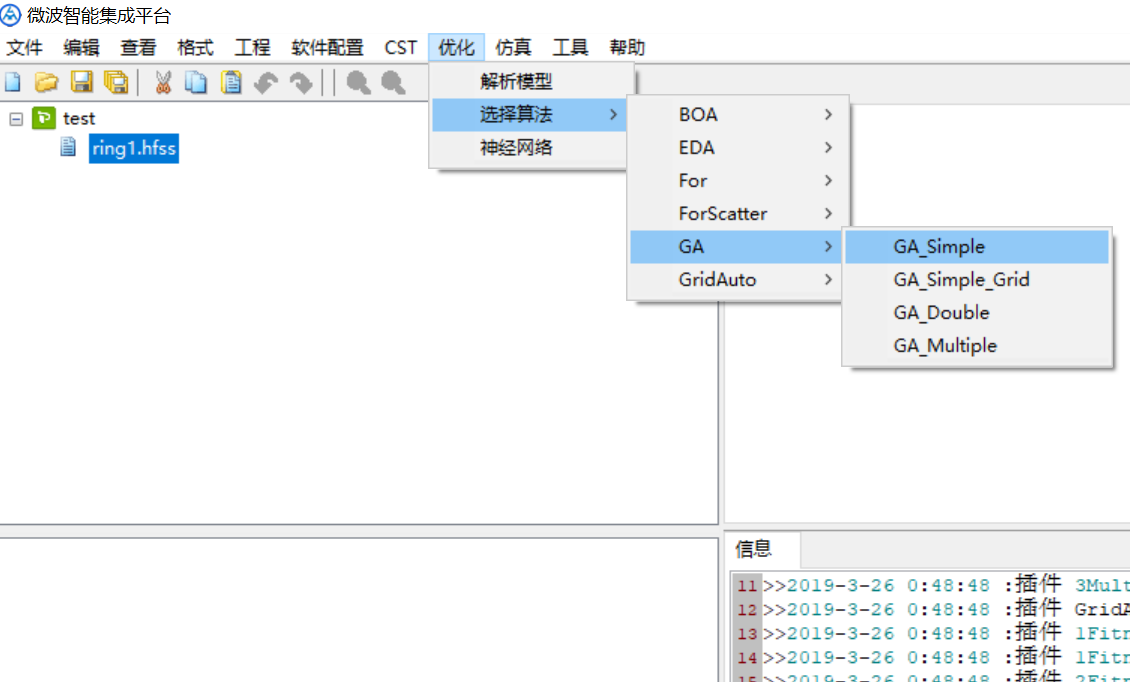 微波智能集成平台
文件 编辑 查看 格式 工程 软件配置 CST 优化 仿真 工具 帮助
解析模型
选择算法
神经网络
test
ring1.hfss
BOA
EDA
For
ForScatter
GA
GridAuto
GA_Simple
GA_Simple_Grid
GA_Double
GA_Multiple
信息
11 >>2019-3-26 0:48:48 :插件 3Mult
12 >>2019-3-26 0:48:48 :插件 GridA
13 >>2019-3-26 0:48:48 :插件 1Fitn
14 >>2019-3-26 0:48:48 :插件 1Fitn
15 >>2019-3-26 0:48:48 :插件 2Fitn